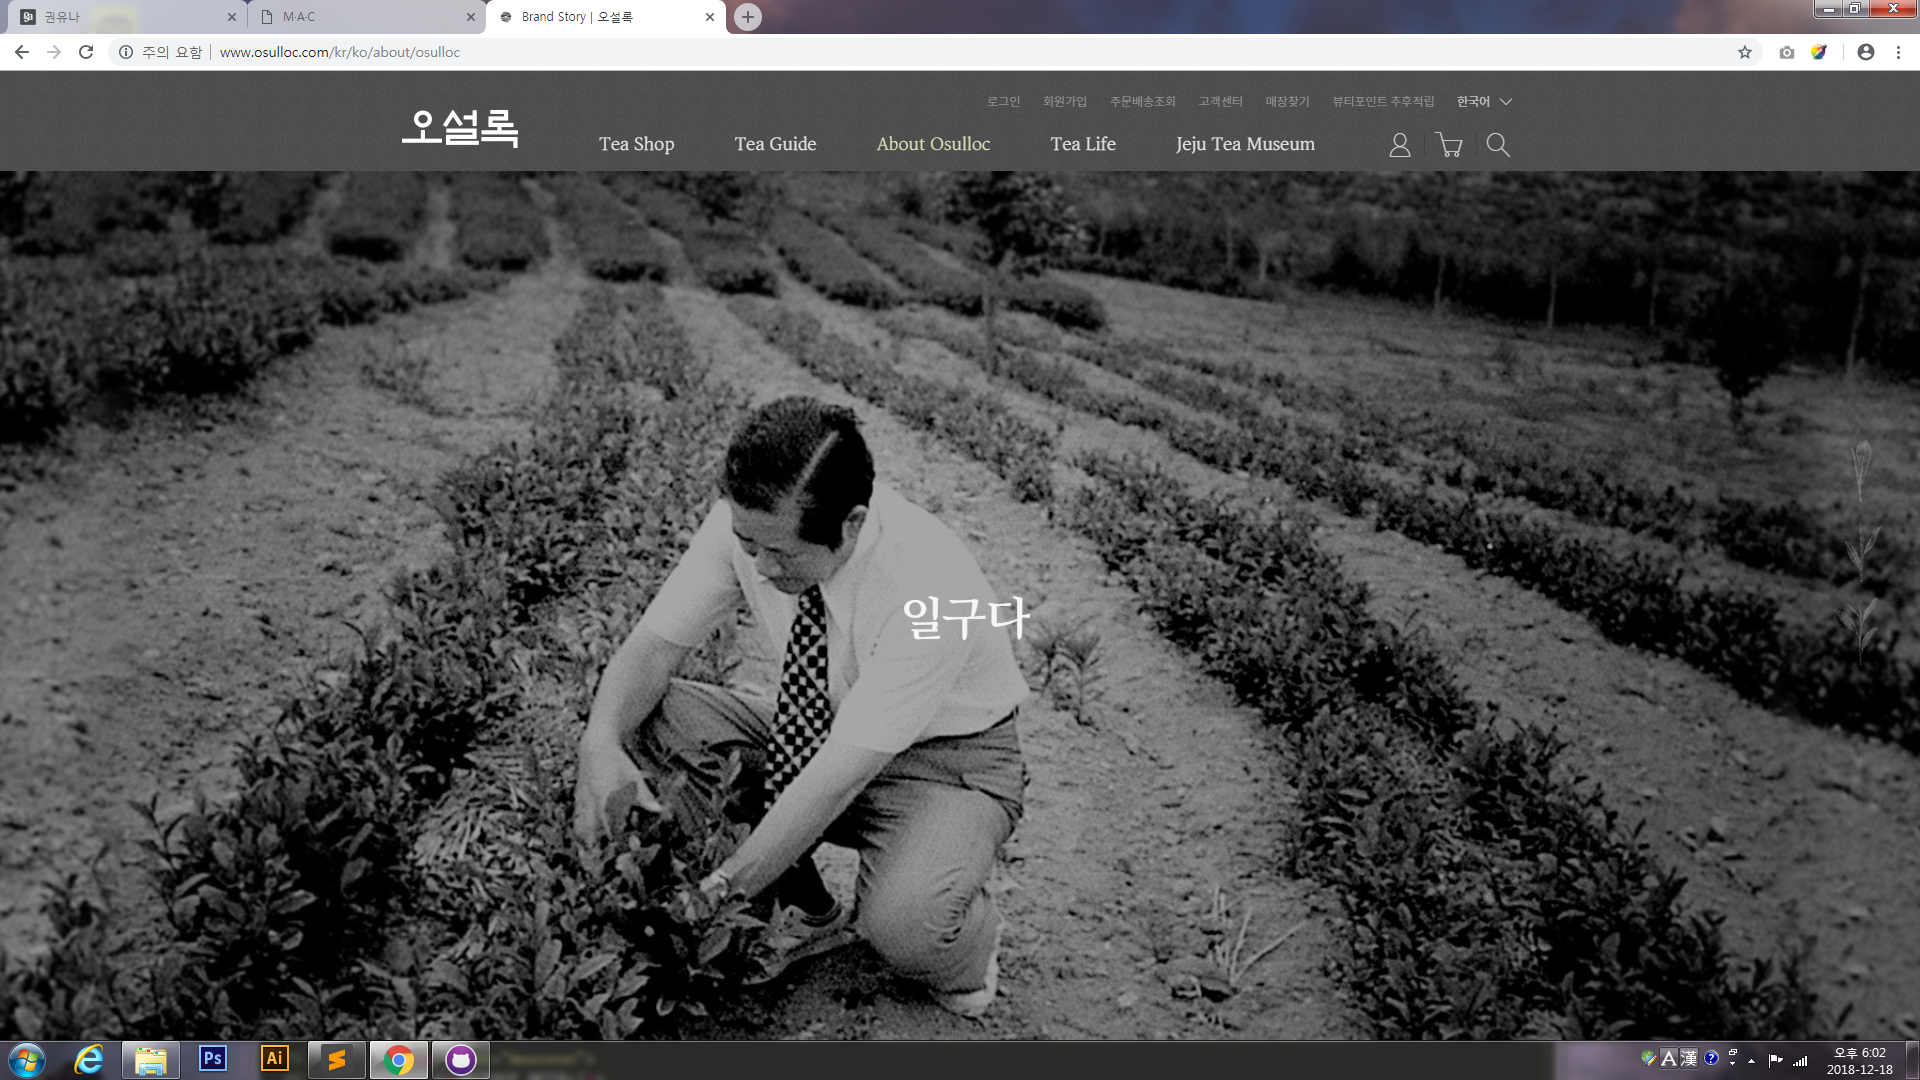 권유나
M·A·C
Brand Story | 오설록
주의 요함 | www.osulloc.com/kr/ko/about/osulloc
로그인 회원가입 주문배송조회 고객센터 매장찾기 뷰티포인트 추후적립 한국어
오설록
Tea Shop Tea Guide About Osulloc Tea Life Jeju Tea Museum
일구다
Ps Ai
A 漢 ?
오후 6:02
2018-12-18